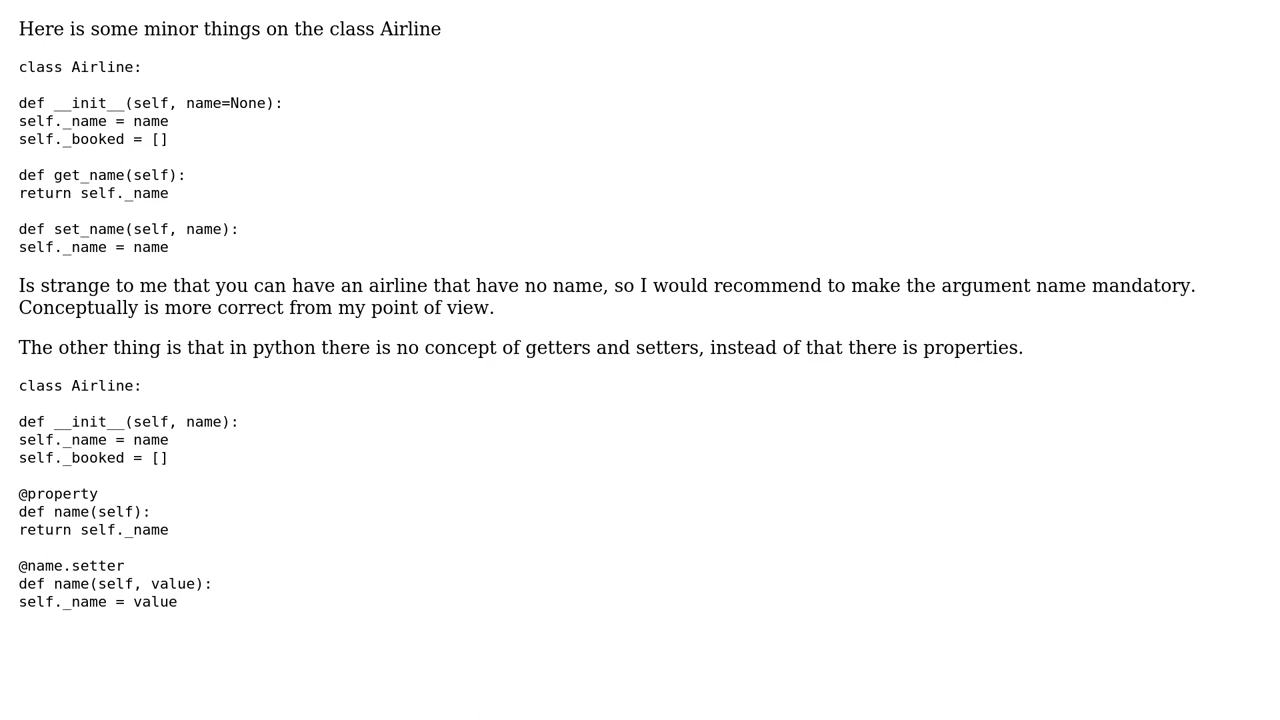 Here is some minor things on the class Airline
class Airline:
def __init__(self, name=None):
self._name = name
self._booked = []
def get_name(self):
return self._name
def set_name(self, name):
self._name = name
Is strange to me that you can have an airline that have no name, so I would recommend to make the argument name mandatory.
Conceptually is more correct from my point of view.
The other thing is that in python there is no concept of getters and setters, instead of that there is properties.
class Airline:
def __init__(self, name):
self._name = name
self._booked = []
@property
def name(self):
return self._name
@name.setter
def name(self, value):
self._name = value